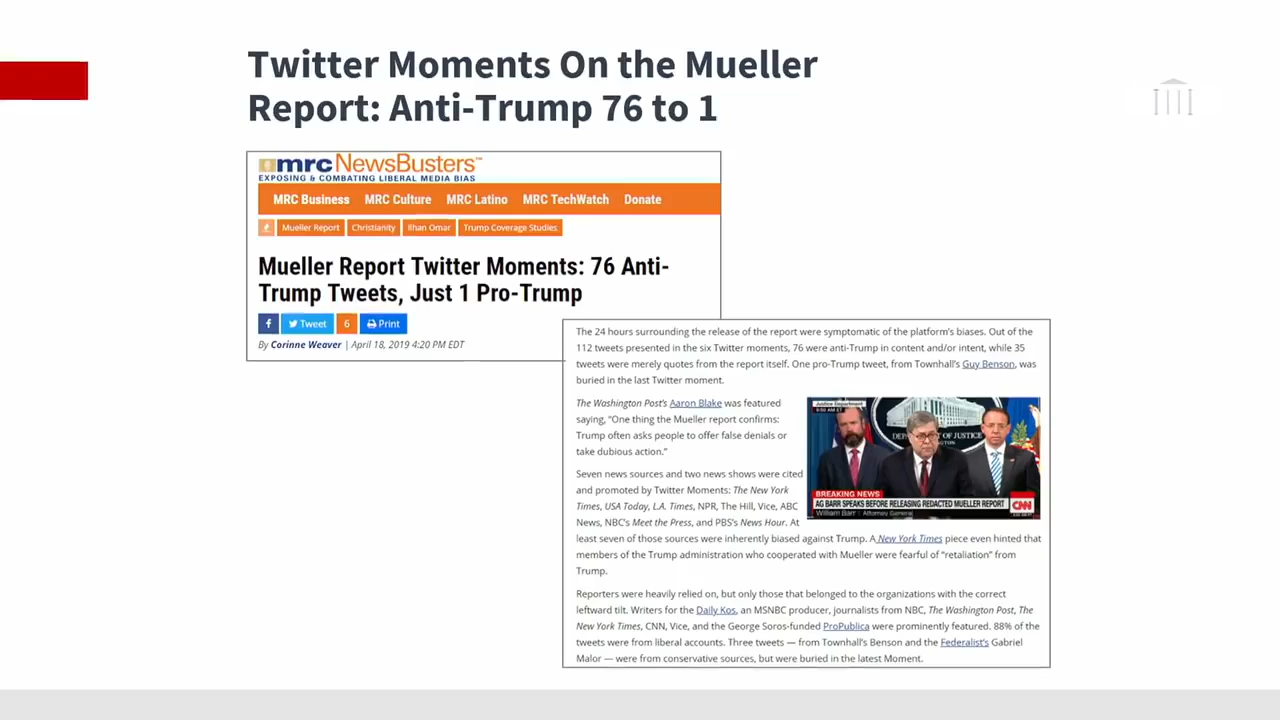 Twitter Moments On the Mueller
Report: Anti-Trump 76 to 1
mrc NewsBusters™
EXPOSING & COMBATING LIBERAL MEDIA BIAS
MRC Business MRC Culture MRC Latino MRC TechWatch Donate
Mueller Report Christianity Ilhan Omar Trump Coverage Studies
Mueller Report Twitter Moments: 76 Anti-
Trump Tweets, Just 1 Pro-Trump
Tweet 6 Print
By Corinne Weaver | April 18, 2019 4:20 PM EDT
The 24 hours surrounding the release of the report were symptomatic of the platform's biases. Out of the
112 tweets presented in the six Twitter moments, 76 were anti-Trump in content and/or intent, while 35
tweets were merely quotes from the report itself. One pro-Trump tweet, from Townhall's Guy Benson, was
buried in the last Twitter moment.
The Washington Post's Aaron Blake was featured
saying, "One thing the Mueller report confirms:
Trump often asks people to offer false denials or
take dubious action."
Seven news sources and two news shows were cited
and promoted by Twitter Moments: The New York
Times, USA Today, L.A. Times, NPR, The Hill, Vice, ABC
News, NBC's Meet the Press, and PBS's News Hour. At
least seven of those sources were inherently biased against Trump. A New York Times piece even hinted that
members of the Trump administration who cooperated with Mueller were fearful of "retaliation" from
Trump.
Reporters were heavily relied on, but only those that belonged to the organizations with the correct
leftward tilt. Writers for the Daily Kos, an MSNBC producer, journalists from NBC, The Washington Post, The
New York Times, CNN, Vice, and the George Soros-funded ProPublica were prominently featured. 88% of the
tweets were from liberal accounts. Three tweets — from Townhall's Benson and the Federalist's Gabriel
Malor — were from conservative sources, but were buried in the latest Moment.
Justice Department
DEPARTMENT OF JUSTICE
BREAKING NEWS
AG BARR SPEAKS BEFORE RELEASING REDACTED MUELLER REPORT
CNN
William Barr | Attorney General